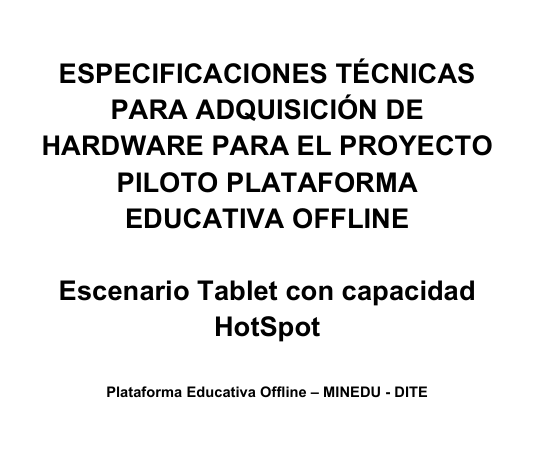 ESPECIFICACIONES TÉCNICAS
PARA ADQUISICIÓN DE
HARDWARE PARA EL PROYECTO
PILOTO PLATAFORMA
EDUCATIVA OFFLINE
Escenario Tablet con capacidad
HotSpot
Plataforma Educativa Offline – MINEDU - DITE